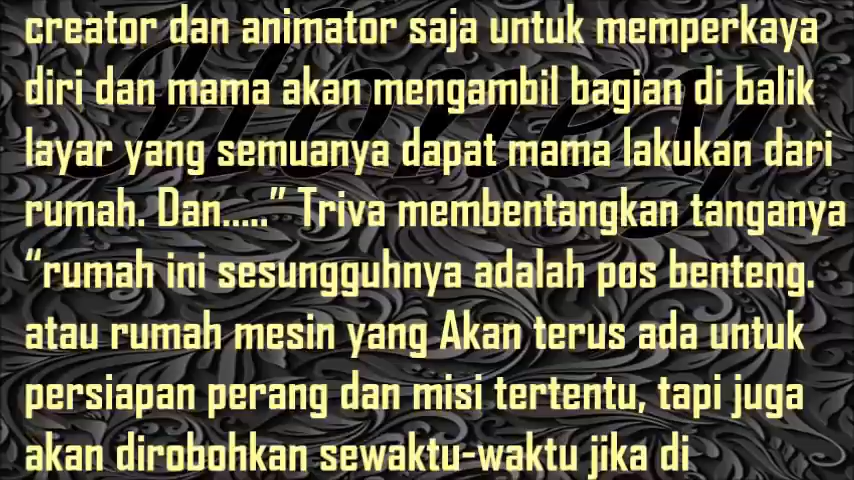 creator dan animator saja untuk memperkaya
diri dan mama akan mengambil bagian di balik
layar yang semuanya dapat mama lakukan dari
rumah. Dan.....” Triva membentangkan tanganya
“rumah ini sesungguhnya adalah pos benteng.
atau rumah mesin yang Akan terus ada untuk
persiapan perang dan misi tertentu, tapi juga
akan dirobohkan sewaktu-waktu jika di
Honey